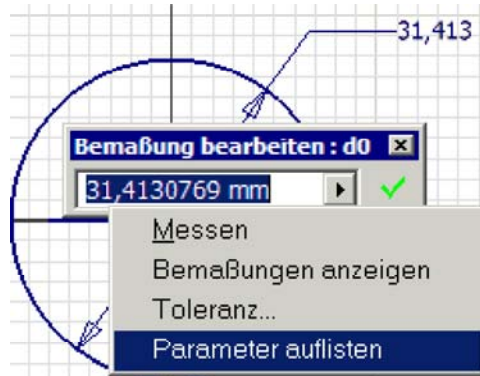 31,413
Bemaßung bearbeiten : d0
31,4130769 mm
Messen
Bemaßungen anzeigen
Toleranz...
Parameter auflisten